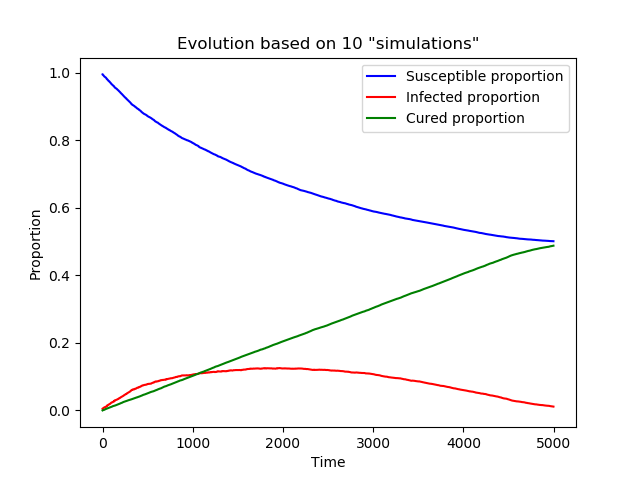 Evolution based on 10 "simulations"
Susceptible proportion
Infected proportion
Cured proportion
Proportion
1.0
0.8
0.6
0.4
0.2
0.0
0 1000 2000 3000 4000 5000
Time